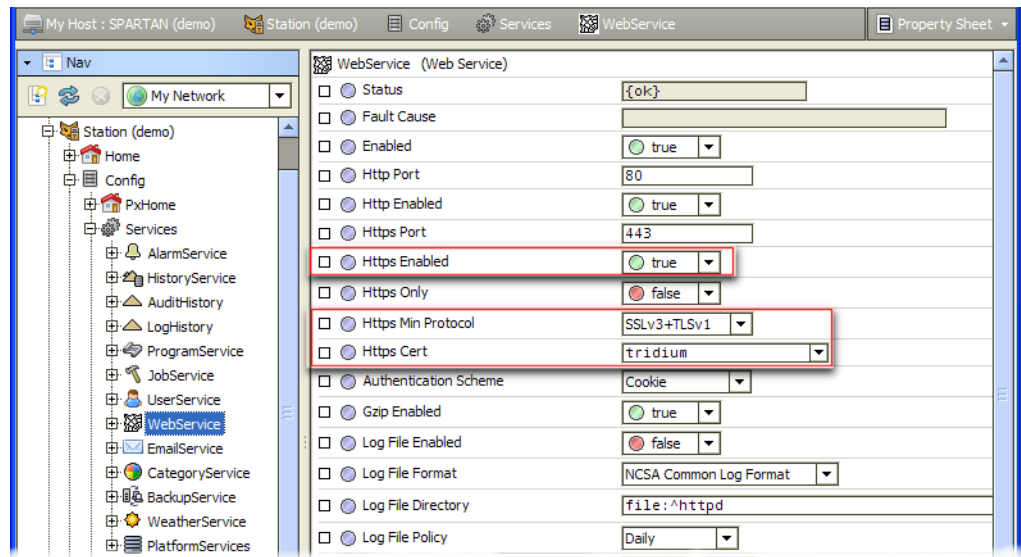 My Host : SPARTAN (demo) Station (demo) Config Services WebService Property Sheet
Nav
My Network
Station (demo)
Home
Config
PxHome
Services
AlarmService
HistoryService
AuditHistory
LogHistory
ProgramService
JobService
UserService
WebService
EmailService
CategoryService
BackupService
WeatherService
PlatformServices
WebService (Web Service)
Status {ok}
Fault Cause
Enabled true
Http Port 80
Http Enabled true
Https Port 443
Https Enabled true
Https Only false
Https Min Protocol SSLv3+TLSv1
Https Cert tridium
Authentication Scheme Cookie
Gzip Enabled true
Log File Enabled false
Log File Format NCSA Common Log Format
Log File Directory file:^httpd
Log File Policy Daily